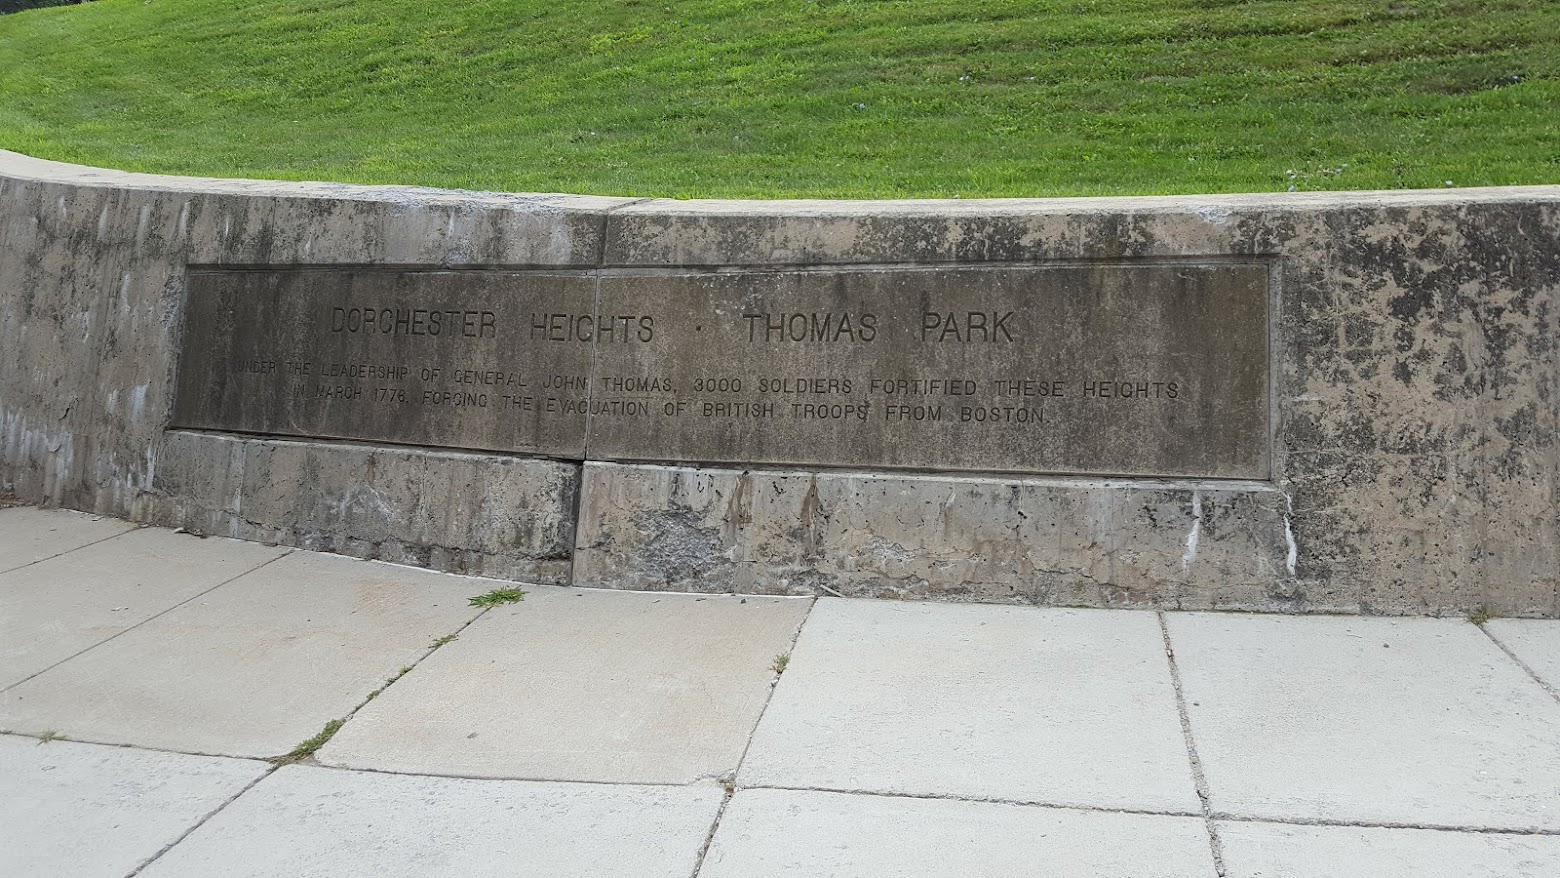 DORCHESTER HEIGHTS · THOMAS PARK
UNDER THE LEADERSHIP OF GENERAL JOHN THOMAS, 3000 SOLDIERS FORTIFIED THESE HEIGHTS
IN MARCH 1776, FORCING THE EVACUATION OF BRITISH TROOPS FROM BOSTON.